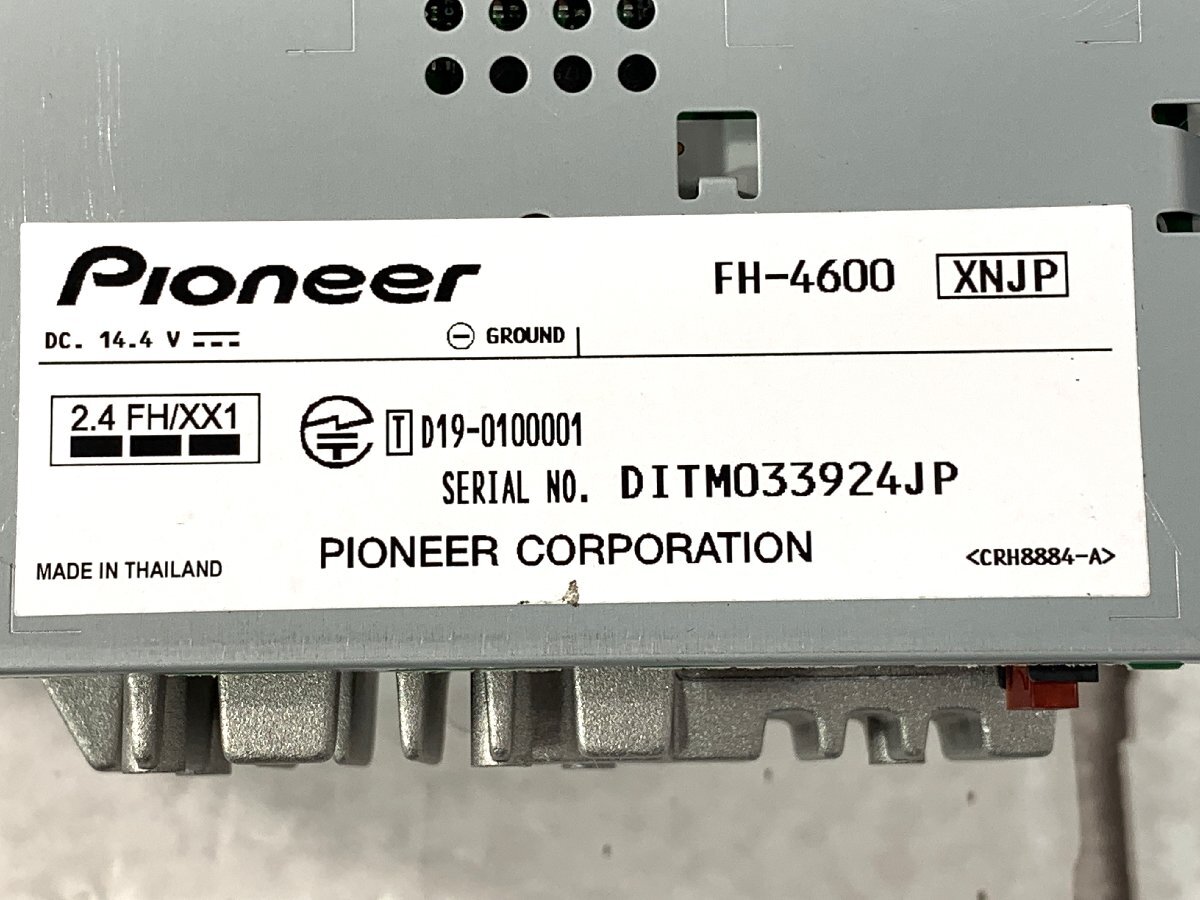 Pioneer FH-4600 XNJP
DC. 14.4 V GROUND
2.4 FH/XX1 T D19-0100001
SERIAL NO. DITM033924JP
MADE IN THAILAND PIONEER CORPORATION <CRH8884-A>